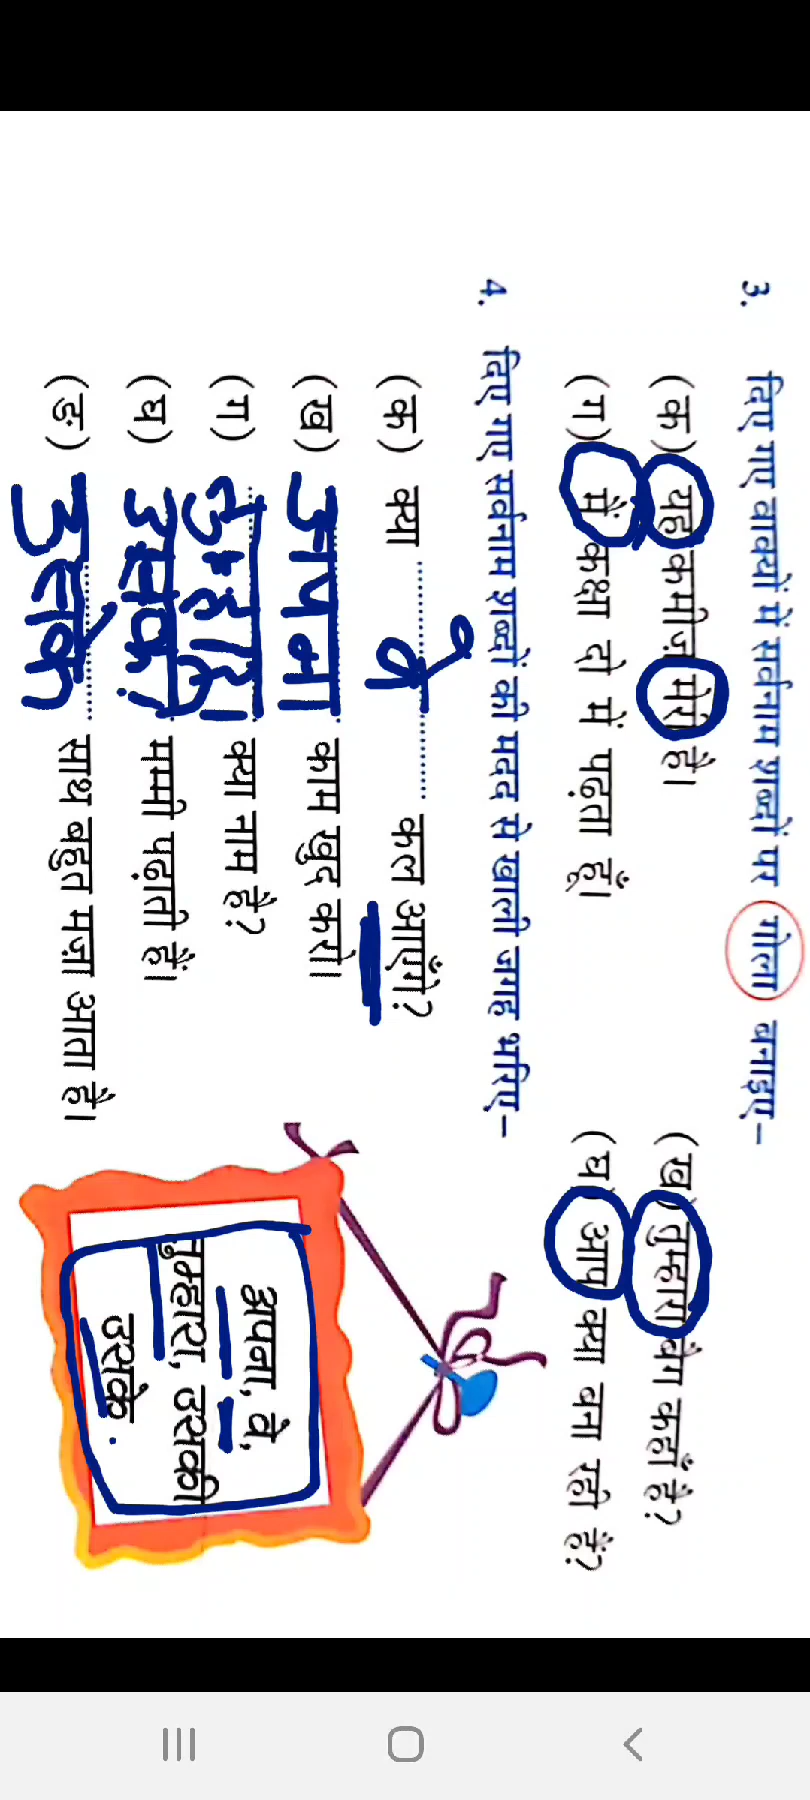 3. दिए गए वाक्यों में सर्वनाम शब्दों पर गोला बनाइए–
(क) यह कमीज़ मेरी है।
(ख) तुम्हारा बैग कहाँ है?
(ग) मैं कक्षा दो में पढ़ता हूँ।
(घ) आप क्या बना रही हैं?
4. दिए गए सर्वनाम शब्दों की मदद से खाली जगह भरिए–
(क) क्या वे कल आएँगे?
(ख) अपना काम खुद करो।
(ग) तुम्हारा क्या नाम है?
(घ) उसकी मम्मी पढ़ाती हैं।
(ङ) उसके साथ बहुत मज़ा आता है।
अपना, वे,
तुम्हारा, उसकी
उसके.